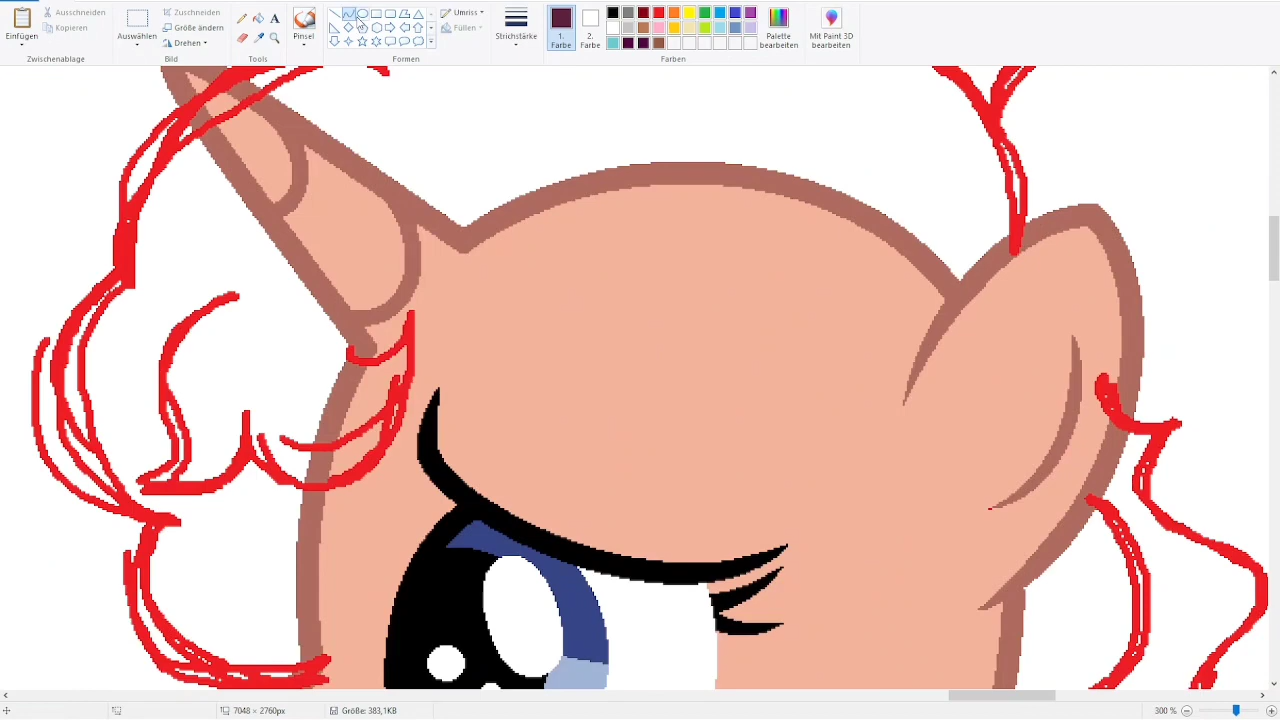 Einfügen
Ausschneiden
Kopieren
Zwischenablage
Auswählen
Zuschneiden
Größe ändern
Drehen
Bild
A
Tools
Pinsel
Umriss
Füllen
Formen
Strichstärke
1.
Farbe
2.
Farbe
Palette
bearbeiten
Mit Paint 3D
bearbeiten
Farben
7048 × 2760px
Größe: 383,1KB
300 %